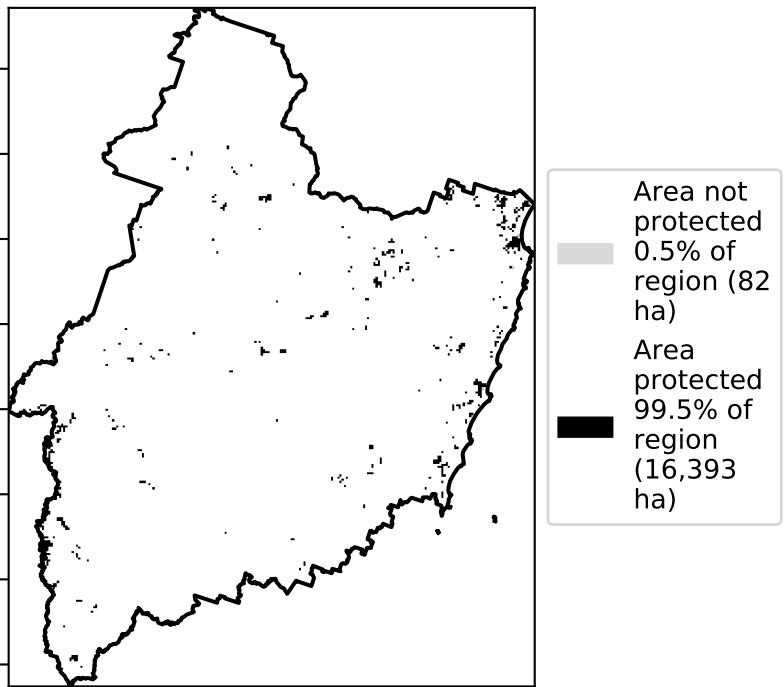 Area not
protected
0.5% of
region (82
ha)
Area
protected
99.5% of
region
(16,393
ha)